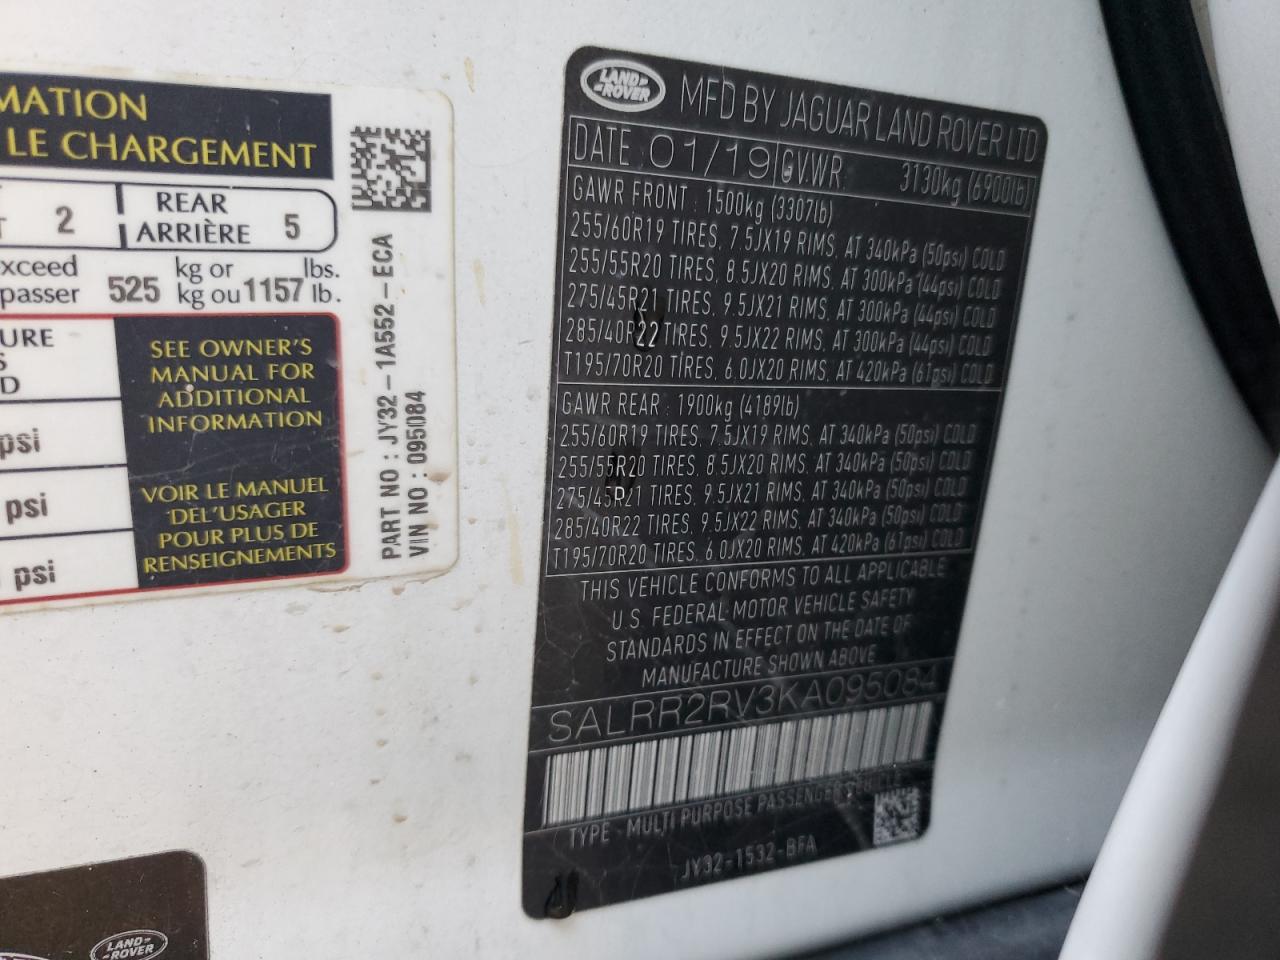 MATION
LE CHARGEMENT
T 2 REAR
ARRIÈRE 5
xceed kg or lbs.
passer 525 kg ou 1157 lb.
URE
S
D
psi
psi
psi
SEE OWNER'S
MANUAL FOR
ADDITIONAL
INFORMATION
VOIR LE MANUEL
DEL'USAGER
POUR PLUS DE
RENSEIGNEMENTS
PART NO : JY32-1A552-ECA
VIN NO : 095084
LAND-
-ROVER
MFD BY JAGUAR LAND ROVER LTD
DATE 01/19 G.V.WR. 3130kg (6900lb)
GAWR FRONT : 1500kg (3307lb)
255/60R19 TIRES, 7.5JX19 RIMS, AT 340kPa (50psi) COLD
255/55R20 TIRES, 8.5JX20 RIMS, AT 300kPa (44psi) COLD
275/45R21 TIRES, 9.5JX21 RIMS, AT 300kPa (44psi) COLD
285/40R22 TIRES, 9.5JX22 RIMS, AT 300kPa (44psi) COLD
T195/70R20 TIRES, 6.0JX20 RIMS, AT 420kPa (61psi) COLD
GAWR REAR : 1900kg (4189lb)
255/60R19 TIRES, 7.5JX19 RIMS, AT 340kPa (50psi) COLD
255/55R20 TIRES, 8.5JX20 RIMS, AT 340kPa (50psi) COLD
275/45R21 TIRES, 9.5JX21 RIMS, AT 340kPa (50psi) COLD
285/40R22 TIRES, 9.5JX22 RIMS, AT 340kPa (50psi) COLD
T195/70R20 TIRES, 6.0JX20 RIMS, AT 420kPa (61psi) COLD
THIS VEHICLE CONFORMS TO ALL APPLICABLE
U.S. FEDERAL MOTOR VEHICLE SAFETY
STANDARDS IN EFFECT ON THE DATE OF
MANUFACTURE SHOWN ABOVE
SALRR2RV3KA095084
TYPE - MULTI PURPOSE PASSENGER VEHICLE
JY32-1532-BFA
LAND-
-ROVER